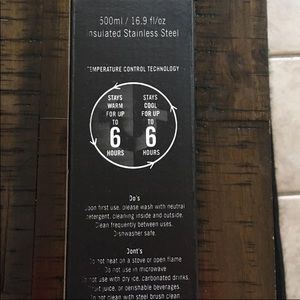 500ml / 16.9 fl/oz
Insulated Stainless Steel
TEMPERATURE CONTROL TECHNOLOGY
STAYS
WARM
FOR UP
TO
6
HOURS
STAYS
COOL
FOR UP
TO
6
HOURS
Do's
Upon first use, please wash with neutral
detergent, cleaning inside and outside.
Clean frequently between uses.
Dishwasher safe.
Dont's
Do not heat on a stove or open flame
Do not use in microwave
Do not use with dry ice, carbonated drinks,
fruit juice, or perishable beverages.
Do not clean with steel brush clean